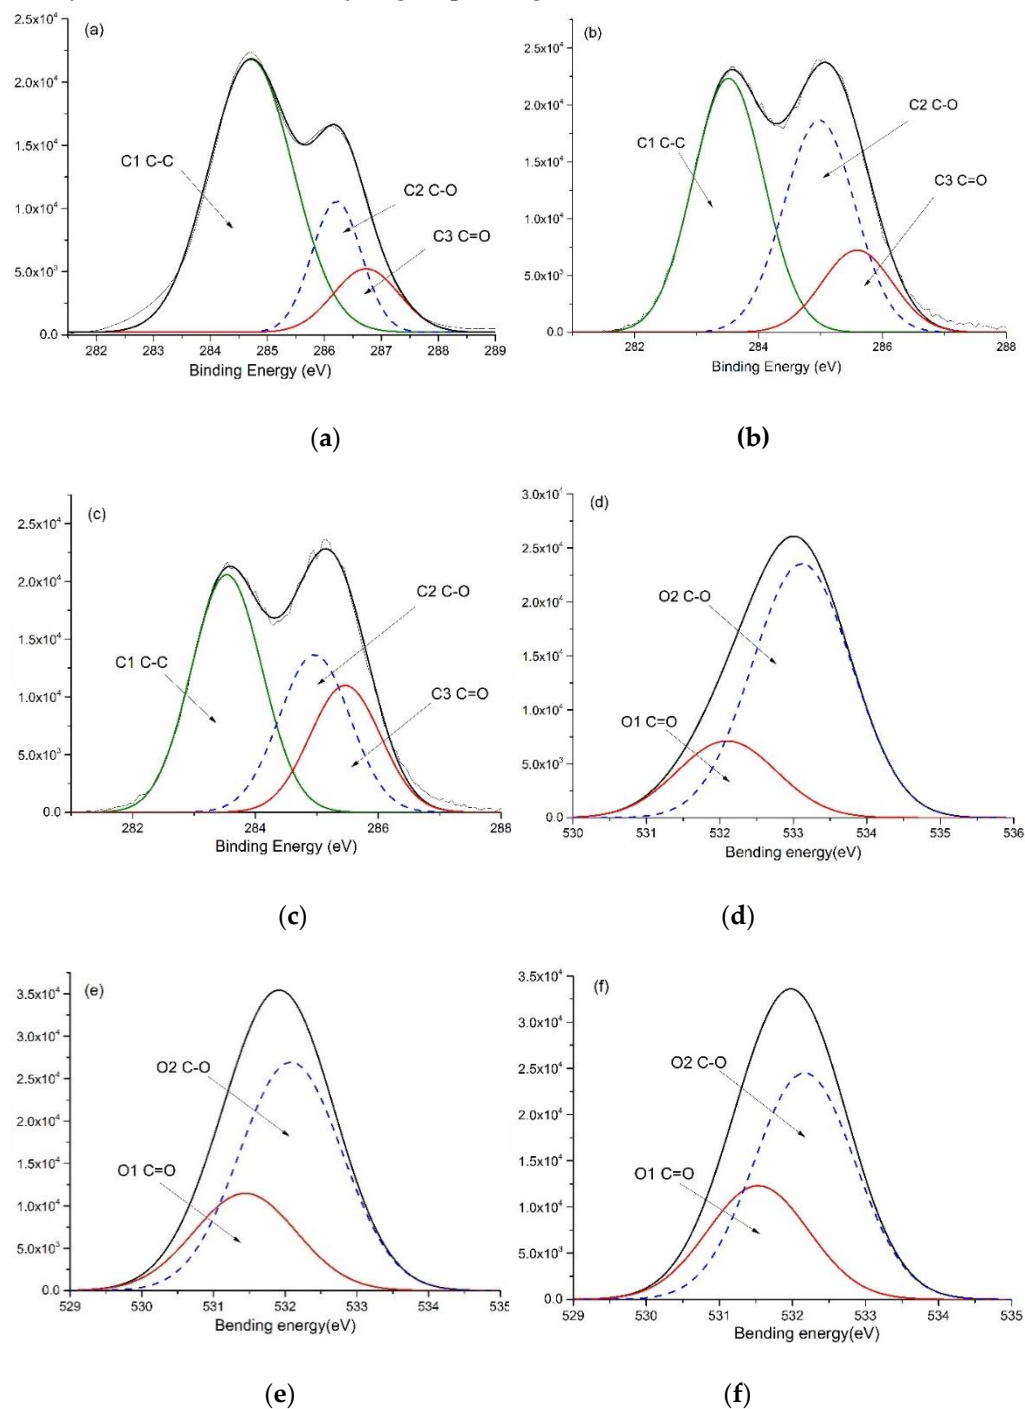 (a)
2.5x10⁴
2.0x10⁴
1.5x10⁴
1.0x10⁴
5.0x10³
0.0
C1 C-C
C2 C-O
C3 C=O
282 283 284 285 286 287 288 289
Binding Energy (eV)
(a)
(b)
2.5x10⁴
2.0x10⁴
1.5x10⁴
1.0x10⁴
5.0x10³
0.0
C1 C-C
C2 C-O
C3 C=O
282 284 286 288
Binding Energy (eV)
(b)
(c)
2.5x10⁴
2.0x10⁴
1.5x10⁴
1.0x10⁴
5.0x10³
0.0
C1 C-C
C2 C-O
C3 C=O
282 284 286 288
Binding Energy (eV)
(c)
(d)
3.0x10⁴
2.5x10⁴
2.0x10⁴
1.5x10⁴
1.0x10⁴
5.0x10³
0.0
O2 C-O
O1 C=O
530 531 532 533 534 535 536
Bending energy(eV)
(d)
(e)
3.5x10⁴
3.0x10⁴
2.5x10⁴
2.0x10⁴
1.5x10⁴
1.0x10⁴
5.0x10³
0.0
O2 C-O
O1 C=O
529 530 531 532 533 534 535
Bending energy(eV)
(e)
(f)
3.5x10⁴
3.0x10⁴
2.5x10⁴
2.0x10⁴
1.5x10⁴
1.0x10⁴
5.0x10³
0.0
O2 C-O
O1 C=O
529 530 531 532 533 534 535
Bending energy(eV)
(f)